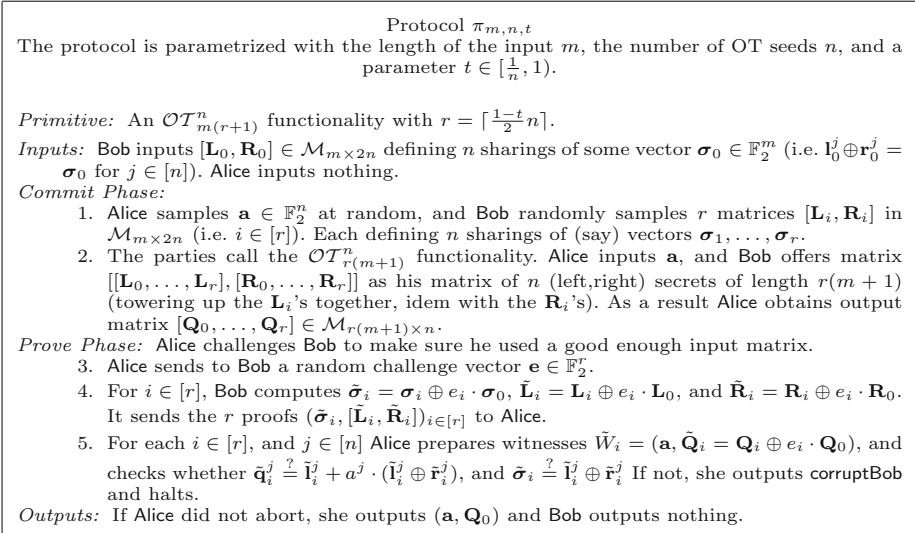 Protocol π_{m,n,t}
The protocol is parametrized with the length of the input m, the number of OT seeds n, and a
parameter t ∈ [1/n, 1).
Primitive: An 𝒪𝒯^n_{m(r+1)} functionality with r = ⌈(1−t)/2 n⌉.
Inputs: Bob inputs [L_0, R_0] ∈ ℳ_{m×2n} defining n sharings of some vector σ_0 ∈ 𝔽_2^m (i.e. l_0^j ⊕ r_0^j =
σ_0 for j ∈ [n]). Alice inputs nothing.
Commit Phase:
1. Alice samples a ∈ 𝔽_2^n at random, and Bob randomly samples r matrices [L_i, R_i] in
ℳ_{m×2n} (i.e. i ∈ [r]). Each defining n sharings of (say) vectors σ_1, . . . , σ_r.
2. The parties call the 𝒪𝒯^n_{r(m+1)} functionality. Alice inputs a, and Bob offers matrix
[[L_0, . . . , L_r], [R_0, . . . , R_r]] as his matrix of n (left,right) secrets of length r(m + 1)
(towering up the L_i's together, idem with the R_i's). As a result Alice obtains output
matrix [Q_0, . . . , Q_r] ∈ ℳ_{r(m+1)×n}.
Prove Phase: Alice challenges Bob to make sure he used a good enough input matrix.
3. Alice sends to Bob a random challenge vector e ∈ 𝔽_2^r.
4. For i ∈ [r], Bob computes σ̃_i = σ_i ⊕ e_i · σ_0, L̃_i = L_i ⊕ e_i · L_0, and R̃_i = R_i ⊕ e_i · R_0.
It sends the r proofs (σ̃_i, [L̃_i, R̃_i])_{i∈[r]} to Alice.
5. For each i ∈ [r], and j ∈ [n] Alice prepares witnesses W̃_i = (a, Q̃_i = Q_i ⊕ e_i · Q_0), and
checks whether q̃_i^j ≟ l̃_i^j + a^j · (l̃_i^j ⊕ r̃_i^j), and σ̃_i ≟ l̃_i^j ⊕ r̃_i^j If not, she outputs corruptBob
and halts.
Outputs: If Alice did not abort, she outputs (a, Q_0) and Bob outputs nothing.